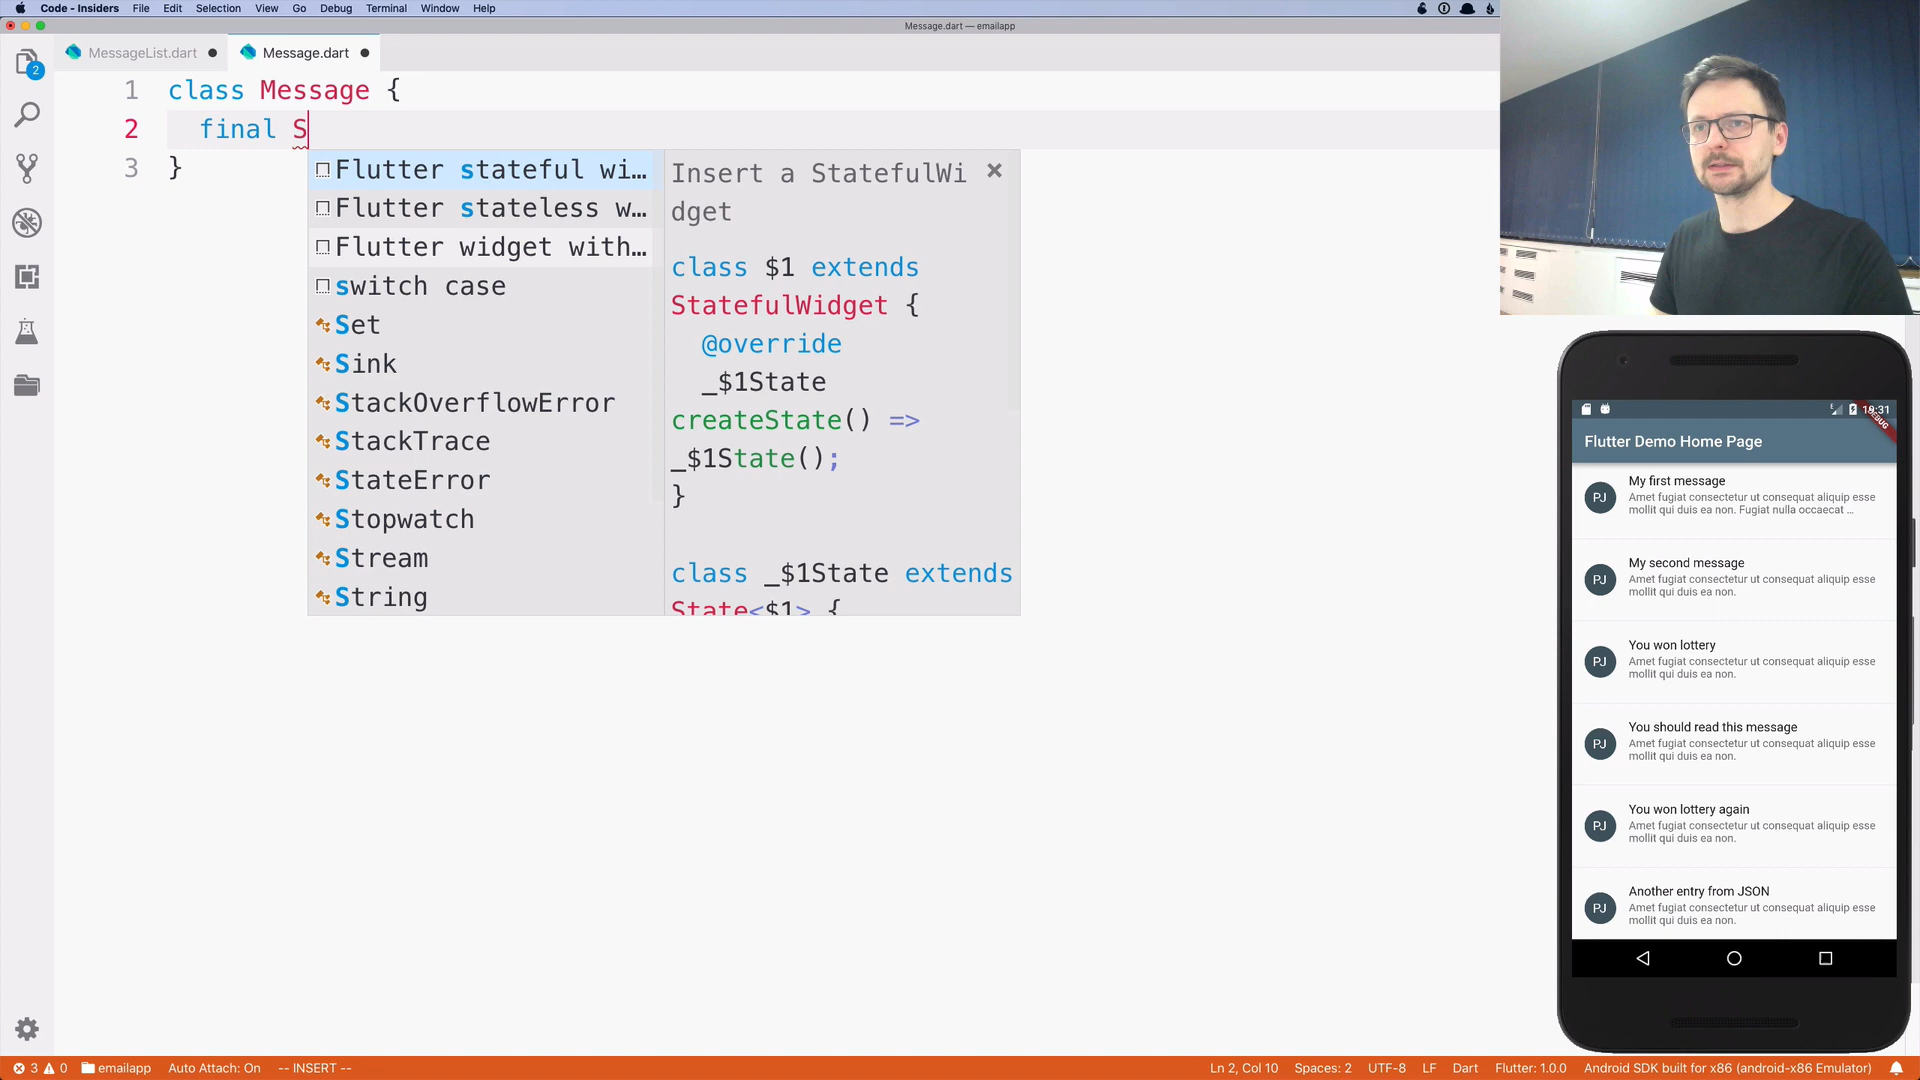 Code - Insiders File Edit Selection View Go Debug Terminal Window Help
Message.dart — emailapp
MessageList.dart
Message.dart
2
1 class Message {
2 final S
3 }
Flutter stateful wi…
Flutter stateless w…
Flutter widget with…
switch case
Set
Sink
StackOverflowError
StackTrace
StateError
Stopwatch
Stream
String
Insert a StatefulWi
dget
class $1 extends
StatefulWidget {
@override
_$1State
createState() =>
_$1State();
}
class _$1State extends
State<$1> {
19:31
DEBUG
Flutter Demo Home Page
PJ
My first message
Amet fugiat consectetur ut consequat aliquip esse
mollit qui duis ea non. Fugiat nulla occaecat ...
PJ
My second message
Amet fugiat consectetur ut consequat aliquip esse
mollit qui duis ea non.
PJ
You won lottery
Amet fugiat consectetur ut consequat aliquip esse
mollit qui duis ea non.
PJ
You should read this message
Amet fugiat consectetur ut consequat aliquip esse
mollit qui duis ea non.
PJ
You won lottery again
Amet fugiat consectetur ut consequat aliquip esse
mollit qui duis ea non.
PJ
Another entry from JSON
Amet fugiat consectetur ut consequat aliquip esse
mollit qui duis ea non.
3 0 emailapp Auto Attach: On -- INSERT -- Ln 2, Col 10 Spaces: 2 UTF-8 LF Dart Flutter: 1.0.0 Android SDK built for x86 (android-x86 Emulator)